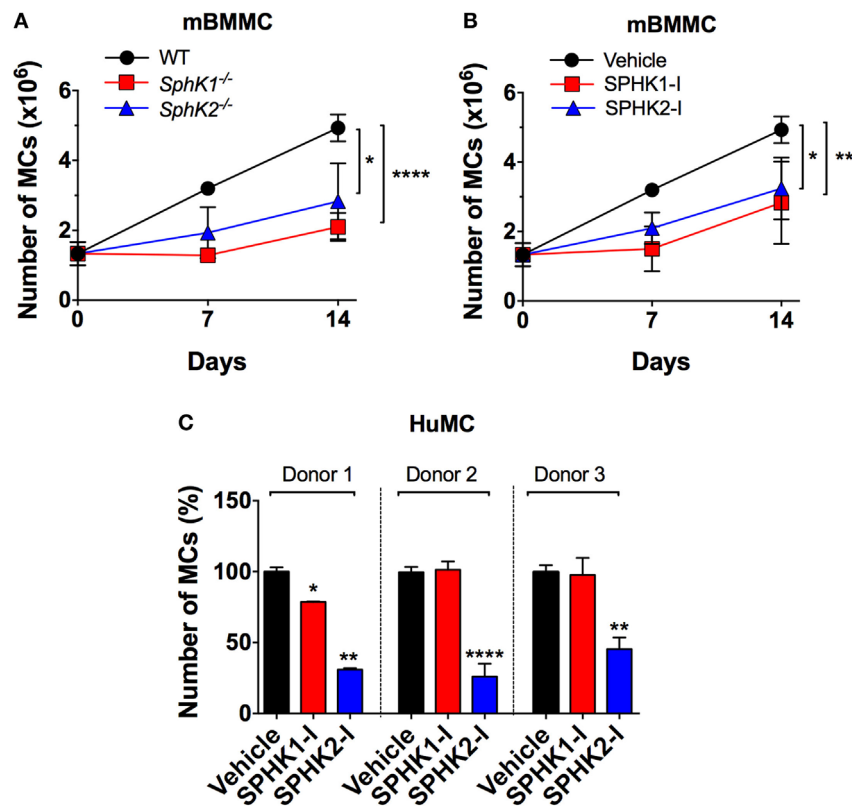 A
mBMMC
WT
SphK1-/-
SphK2-/-
Number of MCs (x10^6)
6
4
2
0
*
****
0
7
14
Days
B
mBMMC
Vehicle
SPHK1-I
SPHK2-I
Number of MCs (x10^6)
6
4
2
0
*
**
0
7
14
Days
C
HuMC
Donor 1
Donor 2
Donor 3
Number of MCs (%)
150
100
50
0
*
**
****
**
Vehicle
SPHK1-I
SPHK2-I
Vehicle
SPHK1-I
SPHK2-I
Vehicle
SPHK1-I
SPHK2-I